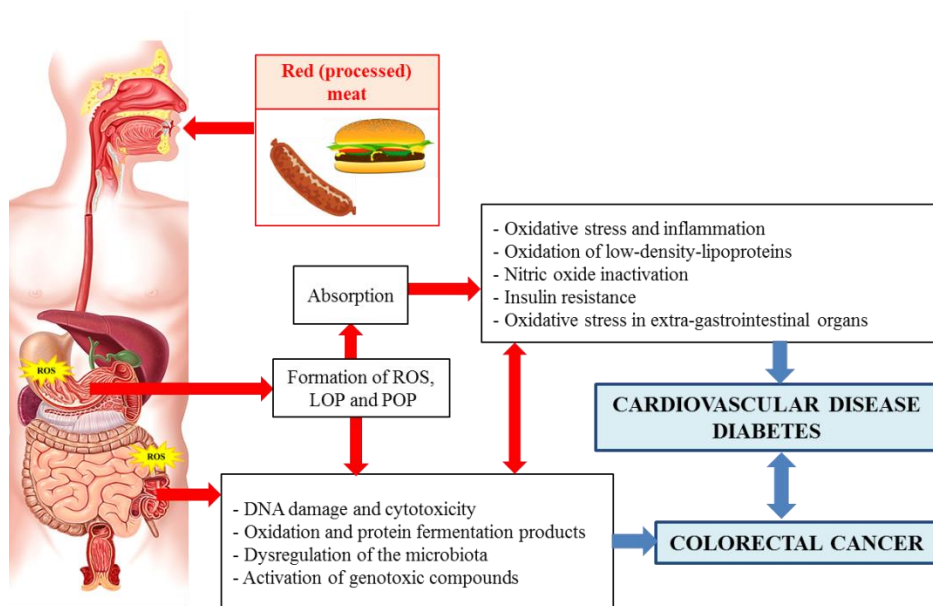 Red (processed)
meat
- Oxidative stress and inflammation
- Oxidation of low-density-lipoproteins
- Nitric oxide inactivation
- Insulin resistance
- Oxidative stress in extra-gastrointestinal organs
Absorption
ROS
Formation of ROS,
LOP and POP
CARDIOVASCULAR DISEASE
DIABETES
ROS
- DNA damage and cytotoxicity
- Oxidation and protein fermentation products
- Dysregulation of the microbiota
- Activation of genotoxic compounds
COLORECTAL CANCER